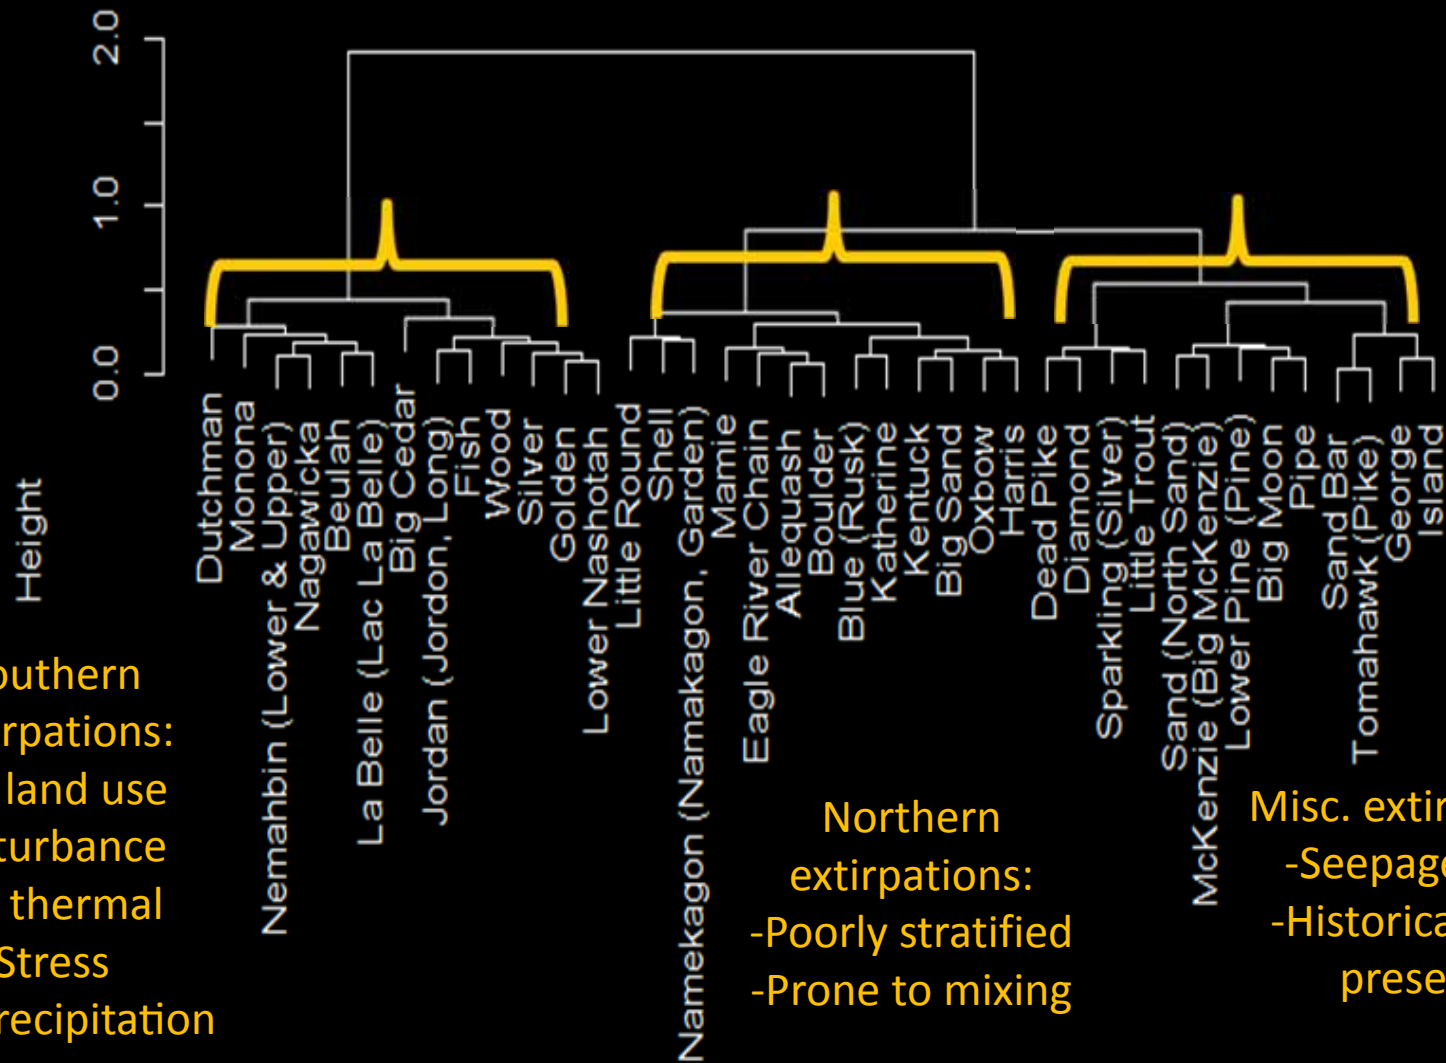 2.0
1.0
0.0
Height
Dutchman
Monona
Nemahbin (Lower & Upper)
Nagawicka
Beulah
La Belle (Lac La Belle)
Big Cedar
Jordan (Jordon, Long)
Fish
Wood
Silver
Golden
Lower Nashotah
Little Round
Shell
Namekagon (Namakagon, Garden)
Mamie
Eagle River Chain
Allequash
Boulder
Blue (Rusk)
Katherine
Kentuck
Big Sand
Oxbow
Harris
Dead Pike
Diamond
Sparkling (Silver)
Little Trout
Sand (North Sand)
McKenzie (Big McKenzie)
Lower Pine (Pine)
Big Moon
Pipe
Sand Bar
Tomahawk (Pike)
George
Island
outhern
rpations:
land use
turbance
thermal
Stress
recipitation
Northern
extirpations:
-Poorly stratified
-Prone to mixing
Misc. extir
-Seepage
-Historica
prese